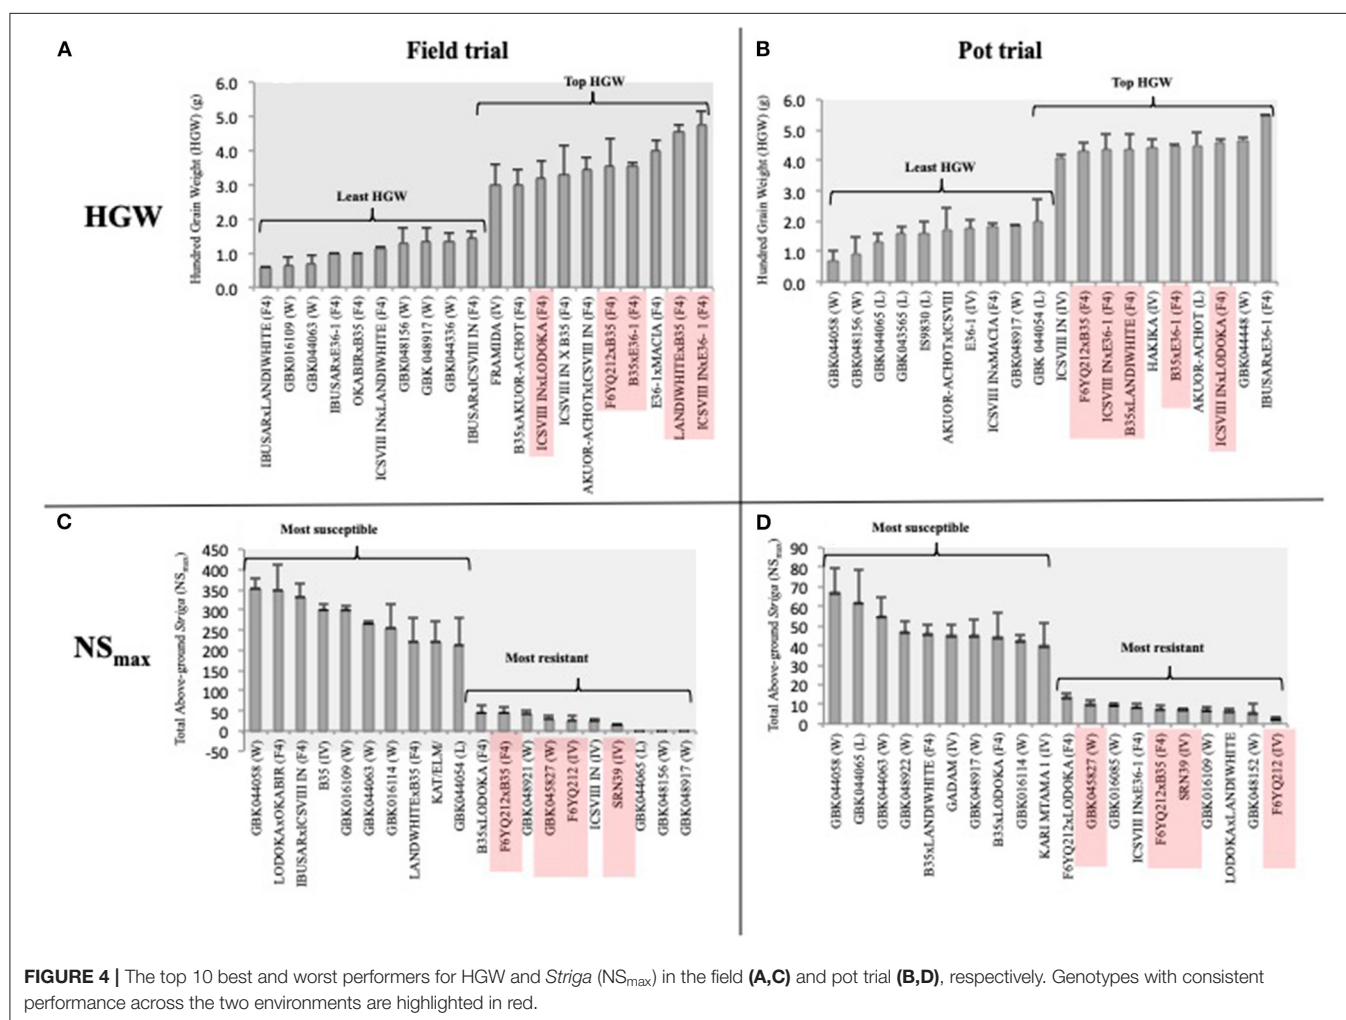 A
Field trial
B
Pot trial
HGW
Hundred Grain Weight (HGW) (g)
6.0
5.0
4.0
3.0
2.0
1.0
0.0
Least HGW
Top HGW
IBUSARxLANDIWHITE (F4)
GBK016109 (W)
GBK044063 (W)
IBUSARxE36-1 (F4)
OKABIRxB35 (F4)
ICSVIII INxLANDIWHITE (F4)
GBK048156 (W)
GBK 048917 (W)
GBK044336 (W)
IBUSARxICSVIII IN (F4)
FRAMIDA (IV)
B35xAKUOR-ACHOT (F4)
ICSVIII INxLODOKA (F4)
ICSVIII IN X B35 (F4)
AKUOR-ACHOTxICSVIII IN (F4)
F6YQ212xB35 (F4)
B35xE36-1 (F4)
E36-1xMACIA (F4)
LANDIWHITExB35 (F4)
ICSVIII INxE36- 1 (F4)
Hundred Grain Weight (HGW) (g)
6.0
5.0
4.0
3.0
2.0
1.0
0.0
Least HGW
Top HGW
GBK044058 (W)
GBK048156 (W)
GBK044065 (L)
GBK043565 (L)
IS9830 (L)
AKUOR-ACHOTxICSVIII
E36-1 (IV)
ICSVIII INxMACIA (F4)
GBK048917 (W)
GBK 044054 (L)
ICSVIII IN (IV)
F6YQ212xB35 (F4)
ICSVIII INxE36-1 (F4)
B35xLANDIWHITE (F4)
HAKIKA (IV)
B35xE36-1 (F4)
AKUOR-ACHOT (L)
ICSVIII INxLODOKA (F4)
GBK044448 (W)
IBUSARxE36-1 (F4)
C
NSmax
Total Above-ground Striga (NSmax)
450
400
350
300
250
200
150
100
50
0
-50
Most susceptible
Most resistant
GBK044058 (W)
LODOKAxOKABIR (F4)
IBUSARxICSVIII IN (F4)
B35 (IV)
GBK016109 (W)
GBK044063 (W)
GBK016114 (W)
LANDWHITExB35 (F4)
KAT/ELM/
GBK044054 (L)
B35xLODOKA (F4)
F6YQ212xB35 (F4)
GBK048921 (W)
GBK045827 (W)
F6YQ212 (IV)
ICSVIII IN (IV)
SRN39 (IV)
GBK044065 (L)
GBK048156 (W)
GBK048917 (W)
D
Total Above-ground Striga (NSmax)
90
80
70
60
50
40
30
20
10
0
Most susceptible
Most resistant
GBK044058 (W)
GBK044065 (L)
GBK044063 (W)
GBK048922 (W)
B35xLANDIWHITE (F4)
GADAM (IV)
GBK048917 (W)
B35xLODOKA (F4)
GBK016114 (W)
KARI MTAMA 1 (IV)
F6YQ212xLODOKA (F4)
GBK045827 (W)
GBK016085 (W)
ICSVIII INxE36-1 (F4)
F6YQ212xB35 (F4)
SRN39 (IV)
GBK016109 (W)
LODOKAxLANDIWHITE
GBK048152 (W)
F6YQ212 (IV)
FIGURE 4 | The top 10 best and worst performers for HGW and Striga (NSmax) in the field (A,C) and pot trial (B,D), respectively. Genotypes with consistent
performance across the two environments are highlighted in red.